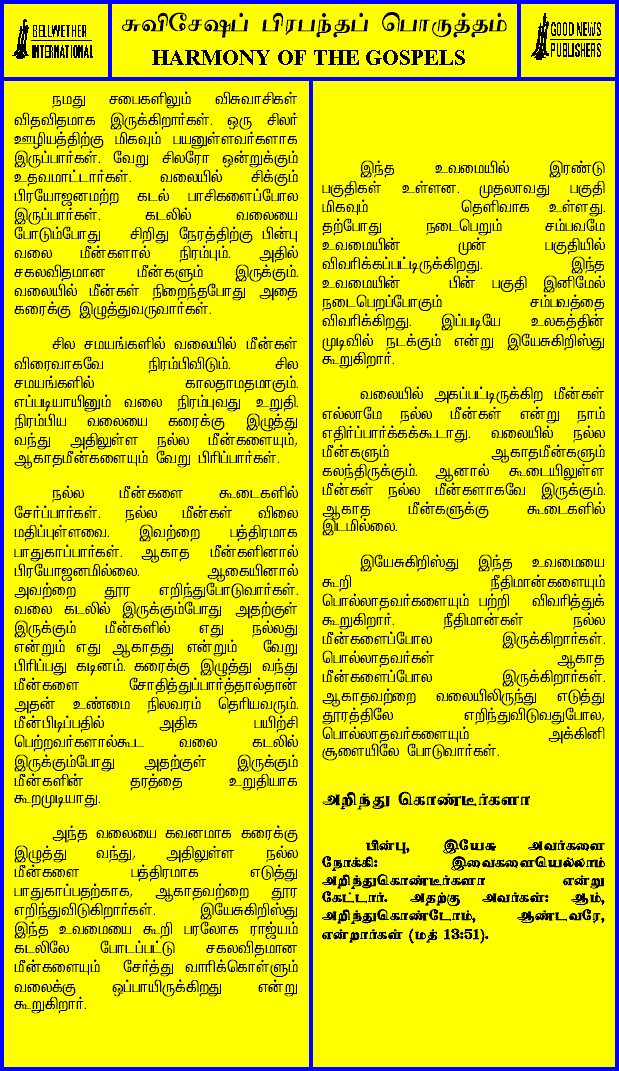 BELLWETHER
INTERNATIONAL
சுவிசேஷப் பிரபந்தப் பொருத்தம்
HARMONY OF THE GOSPELS
GOOD NEWS
PUBLISHERS
நமது சபைகளிலும் விசுவாசிகள்
விதவிதமாக இருக்கிறார்கள். ஒரு சிலர்
ஊழியத்திற்கு மிகவும் பயனுள்ளவர்களாக
இருப்பார்கள். வேறு சிலரோ ஒன்றுக்கும்
உதவமாட்டார்கள். வலையில் சிக்கும்
பிரயோஜனமற்ற கடல் பாசிகளைப்போல
இருப்பார்கள். கடலில் வலையை
போடும்போது சிறிது நேரத்திற்கு பின்பு
வலை மீன்களால் நிரம்பும். அதில்
சகலவிதமான மீன்களும் இருக்கும்.
வலையில் மீன்கள் நிறைந்தபோது அதை
கரைக்கு இழுத்துவருவார்கள்.
சில சமயங்களில் வலையில் மீன்கள்
விரைவாகவே நிரம்பிவிடும். சில
சமயங்களில் காலதாமதமாகும்.
எப்படியாயினும் வலை நிரம்புவது உறுதி.
நிரம்பிய வலையை கரைக்கு இழுத்து
வந்து அதிலுள்ள நல்ல மீன்களையும்,
ஆகாதமீன்களையும் வேறு பிரிப்பார்கள்.
நல்ல மீன்களை கூடைகளில்
சேர்ப்பார்கள். நல்ல மீன்கள் விலை
மதிப்புள்ளவை. இவற்றை பத்திரமாக
பாதுகாப்பார்கள். ஆகாத மீன்களினால்
பிரயோஜனமில்லை. ஆகையினால்
அவற்றை தூர எறிந்துபோடுவார்கள்.
வலை கடலில் இருக்கும்போது அதற்குள்
இருக்கும் மீன்களில் எது நல்லது
என்றும் எது ஆகாதது என்றும் வேறு
பிரிப்பது கடினம். கரைக்கு இழுத்து வந்து
மீன்களை சோதித்துப்பார்த்தால்தான்
அதன் உண்மை நிலவரம் தெரியவரும்.
மீன்பிடிப்பதில் அதிக பயிற்சி
பெற்றவர்களால்கூட வலை கடலில்
இருக்கும்போது அதற்குள் இருக்கும்
மீன்களின் தரத்தை உறுதியாக
கூறமுடியாது.
அந்த வலையை கவனமாக கரைக்கு
இழுத்து வந்து, அதிலுள்ள நல்ல
மீன்களை பத்திரமாக எடுத்து
பாதுகாப்பதற்காக, ஆகாதவற்றை தூர
எறிந்துவிடுகிறார்கள். இயேசுகிறிஸ்து
இந்த உவமையை கூறி பரலோக ராஜ்யம்
கடலிலே போடப்பட்டு சகலவிதமான
மீன்களையும் சேர்த்து வாரிக்கொள்ளும்
வலைக்கு ஒப்பாயிருக்கிறது என்று
கூறுகிறார்.
இந்த உவமையில் இரண்டு
பகுதிகள் உள்ளன. முதலாவது பகுதி
மிகவும் தெளிவாக உள்ளது.
தற்போது நடைபெறும் சம்பவமே
உவமையின் முன் பகுதியில்
விவரிக்கப்பட்டிருக்கிறது. இந்த
உவமையின் பின் பகுதி இனிமேல்
நடைபெறப்போகும் சம்பவத்தை
விவரிக்கிறது. இப்படியே உலகத்தின்
முடிவில் நடக்கும் என்று இயேசுகிறிஸ்து
கூறுகிறார்.
வலையில் அகப்பட்டிருக்கிற மீன்கள்
எல்லாமே நல்ல மீன்கள் என்று நாம்
எதிர்பார்க்கக்கூடாது. வலையில் நல்ல
மீன்களும் ஆகாதமீன்களும்
கலந்திருக்கும். ஆனால் கூடையிலுள்ள
மீன்கள் நல்ல மீன்களாகவே இருக்கும்.
ஆகாத மீன்களுக்கு கூடைகளில்
இடமில்லை.
இயேசுகிறிஸ்து இந்த உவமையை
கூறி நீதிமான்களையும்
பொல்லாதவர்களையும் பற்றி விவரித்துக்
கூறுகிறார். நீதிமான்கள் நல்ல
மீன்களைப்போல இருக்கிறார்கள்.
பொல்லாதவர்கள் ஆகாத
மீன்களைப்போல இருக்கிறார்கள்.
ஆகாதவற்றை வலையிலிருந்து எடுத்து
தூரத்திலே எறிந்துவிடுவதுபோல,
பொல்லாதவர்களையும் அக்கினி
சூளையிலே போடுவார்கள்.
அறிந்து கொண்டீர்களா
பின்பு, இயேசு அவர்களை
நோக்கி: இவைகளையெல்லாம்
அறிந்துகொண்டீர்களா என்று
கேட்டார். அதற்கு அவர்கள்: ஆம்,
அறிந்துகொண்டோம், ஆண்டவரே,
என்றார்கள் (மத் 13:51).